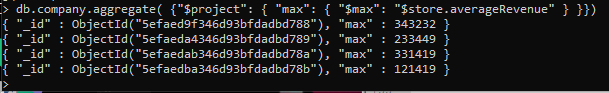 > db.company.aggregate( {"$project": { "max": { "$max": "$store.averageRevenue" } }})
{ "_id" : ObjectId("5efaed9f346d93bfdadbd788"), "max" : 343232 }
{ "_id" : ObjectId("5efaeda4346d93bfdadbd789"), "max" : 233449 }
{ "_id" : ObjectId("5efaedab346d93bfdadbd78a"), "max" : 331419 }
{ "_id" : ObjectId("5efaedba346d93bfdadbd78b"), "max" : 121419 }
>